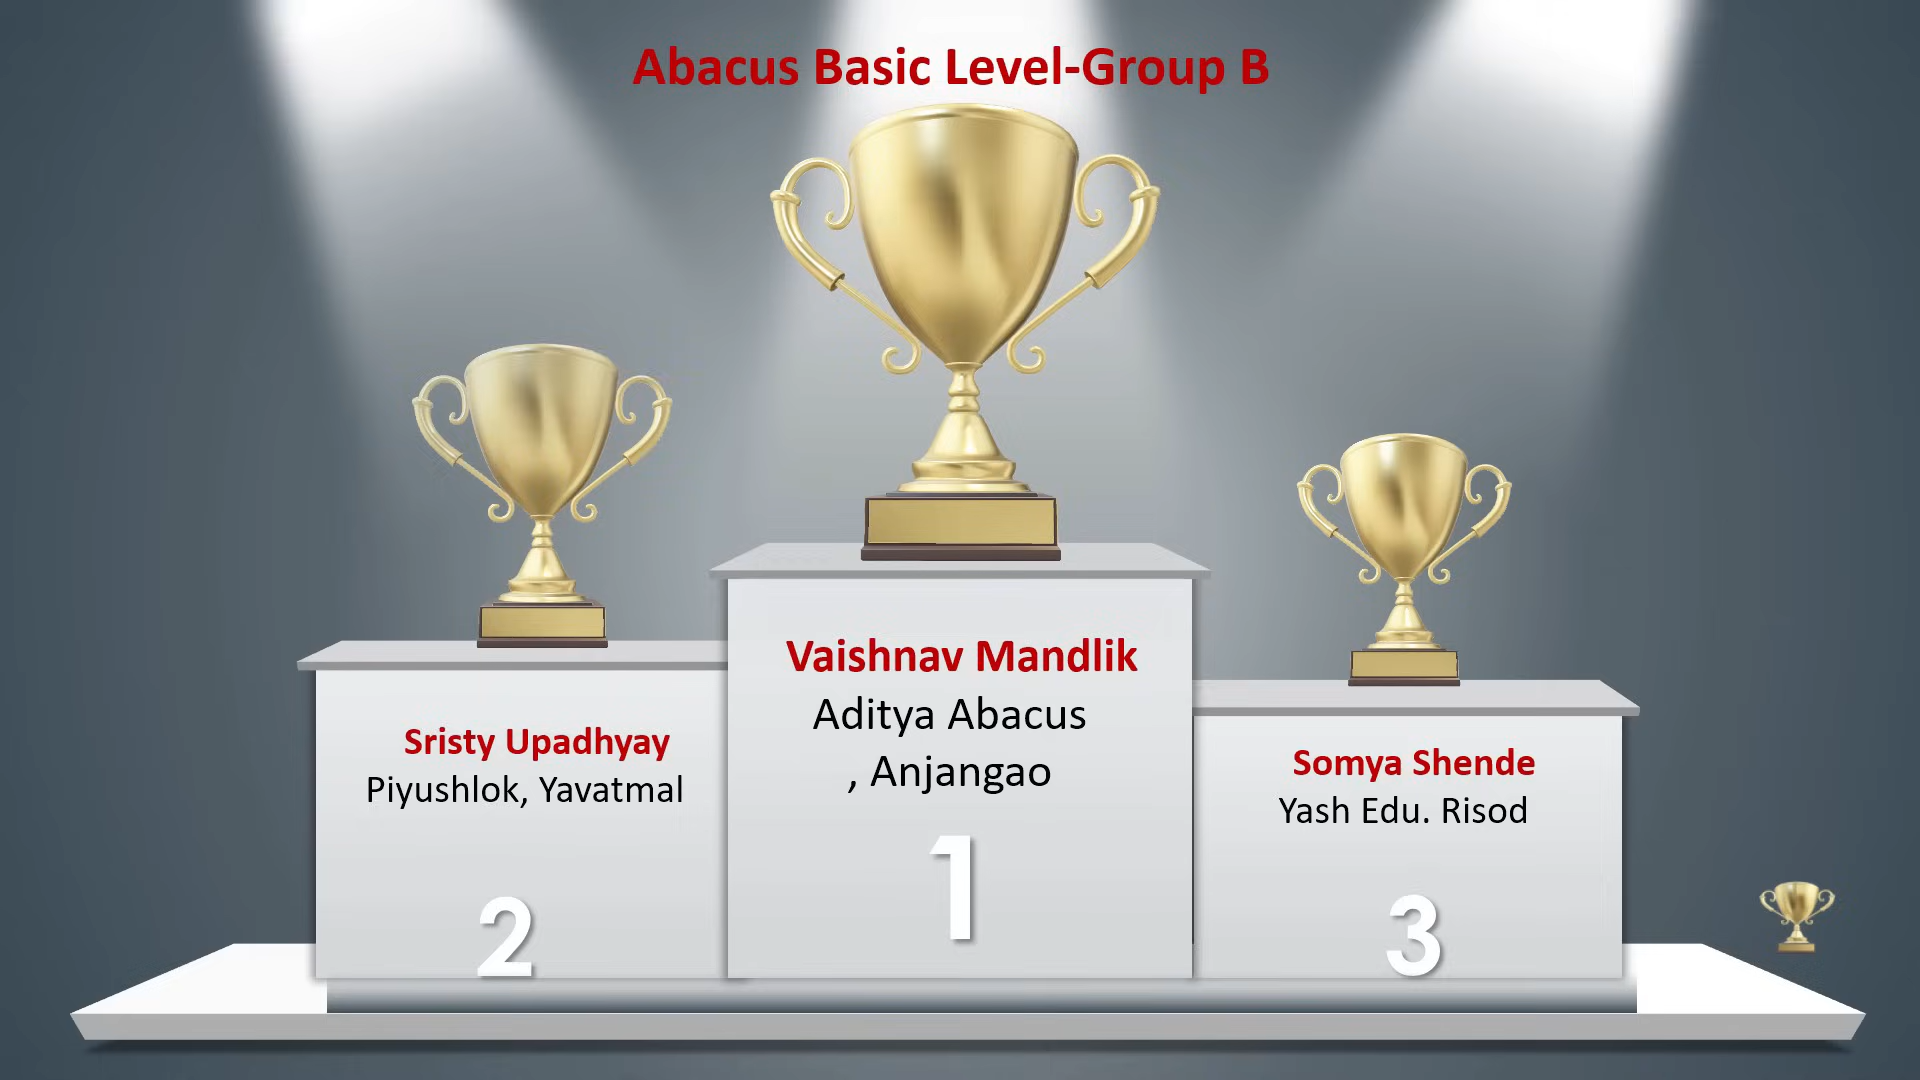 Abacus Basic Level-Group B
Vaishnav Mandlik
Aditya Abacus
, Anjangao
1
Sristy Upadhyay
Piyushlok, Yavatmal
2
Somya Shende
Yash Edu. Risod
3